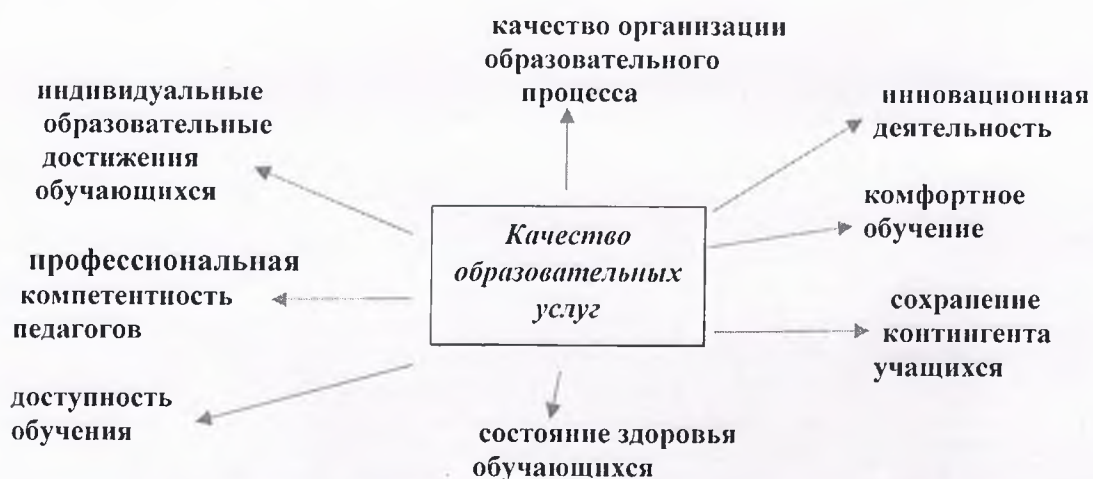 качество организации
образовательного
процесса
индивидуальные
образовательные
достижения
обучающихся
инновационная
деятельность
комфортное
обучение
Качество
образовательных
услуг
профессиональная
компетентность
педагогов
сохранение
контингента
учащихся
доступность
обучения
состояние здоровья
обучающихся